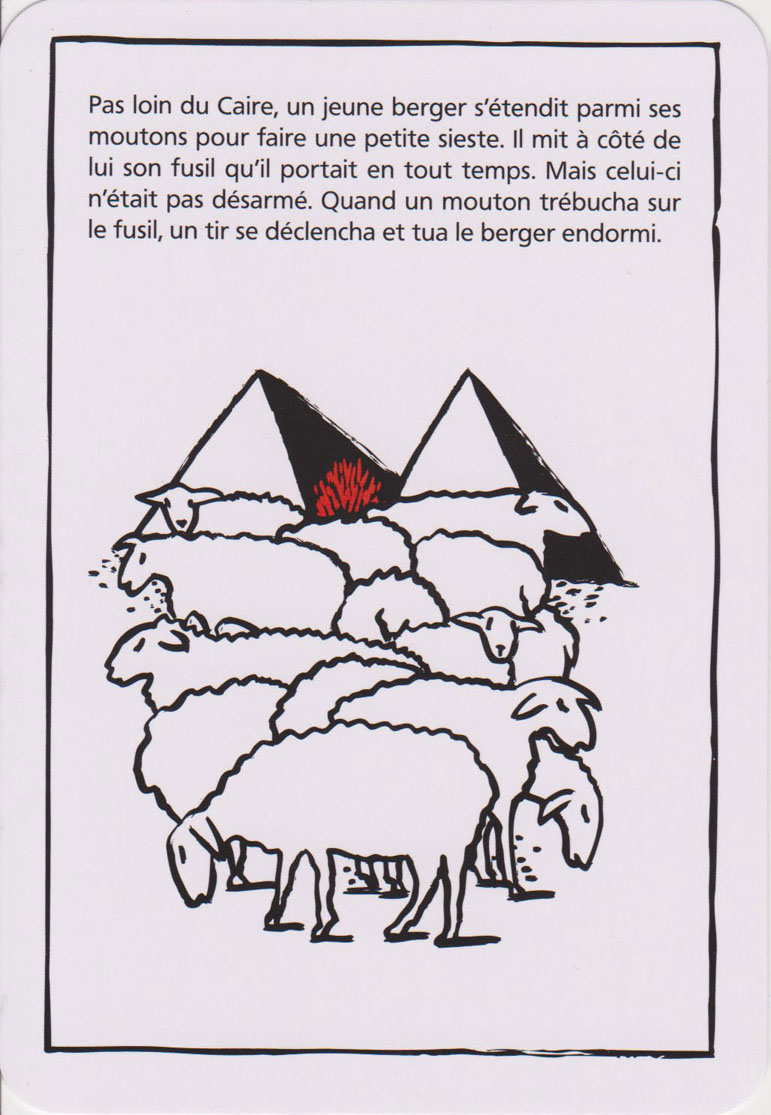 Pas loin du Caire, un jeune berger s'étendit parmi ses
moutons pour faire une petite sieste. Il mit à côté de
lui son fusil qu'il portait en tout temps. Mais celui-ci
n'était pas désarmé. Quand un mouton trébucha sur
le fusil, un tir se déclencha et tua le berger endormi.